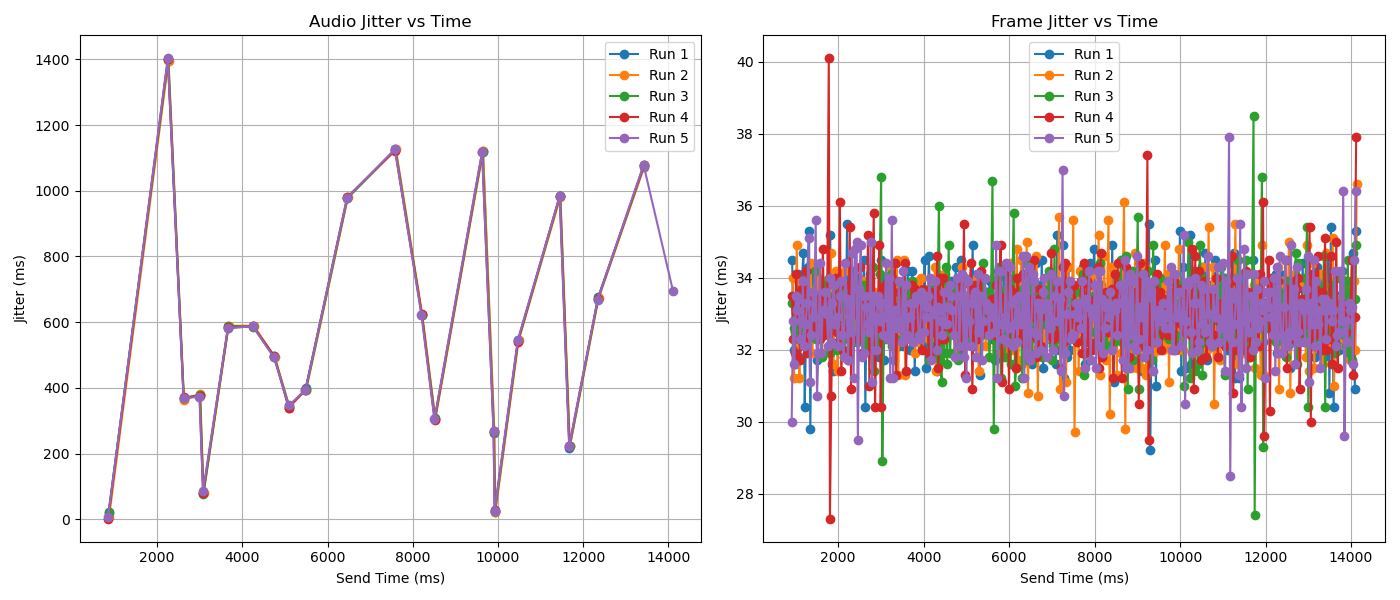 Audio Jitter vs Time
Jitter (ms)
1400
1200
1000
800
600
400
200
0
Run 1
Run 2
Run 3
Run 4
Run 5
2000 4000 6000 8000 10000 12000 14000
Send Time (ms)
Frame Jitter vs Time
Jitter (ms)
40
38
36
34
32
30
28
Run 1
Run 2
Run 3
Run 4
Run 5
2000 4000 6000 8000 10000 12000 14000
Send Time (ms)